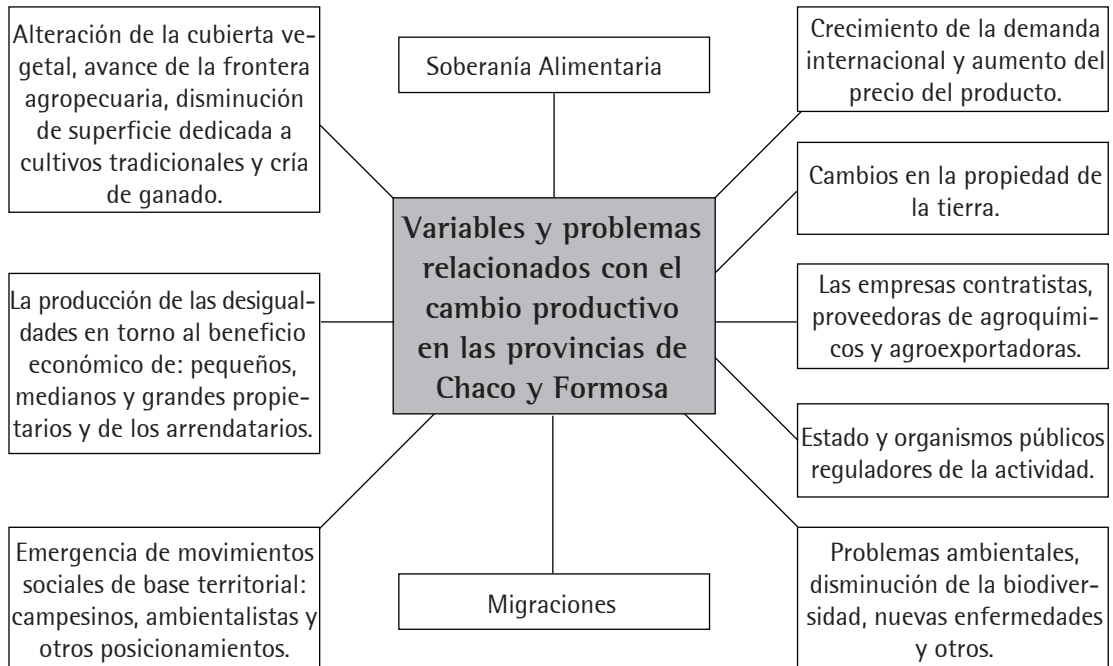 Alteración de la cubierta ve-
getal, avance de la frontera
agropecuaria, disminución
de superficie dedicada a
cultivos tradicionales y cría
de ganado.
Soberanía Alimentaria
Crecimiento de la demanda
internacional y aumento del
precio del producto.
Cambios en la propiedad de
la tierra.
Variables y problemas
relacionados con el
cambio productivo
en las provincias de
Chaco y Formosa
La producción de las desigual-
dades en torno al beneficio
económico de: pequeños,
medianos y grandes propie-
tarios y de los arrendatarios.
Las empresas contratistas,
proveedoras de agroquími-
cos y agroexportadoras.
Estado y organismos públicos
reguladores de la actividad.
Emergencia de movimientos
sociales de base territorial:
campesinos, ambientalistas y
otros posicionamientos.
Migraciones
Problemas ambientales,
disminución de la biodiver-
sidad, nuevas enfermedades
y otros.